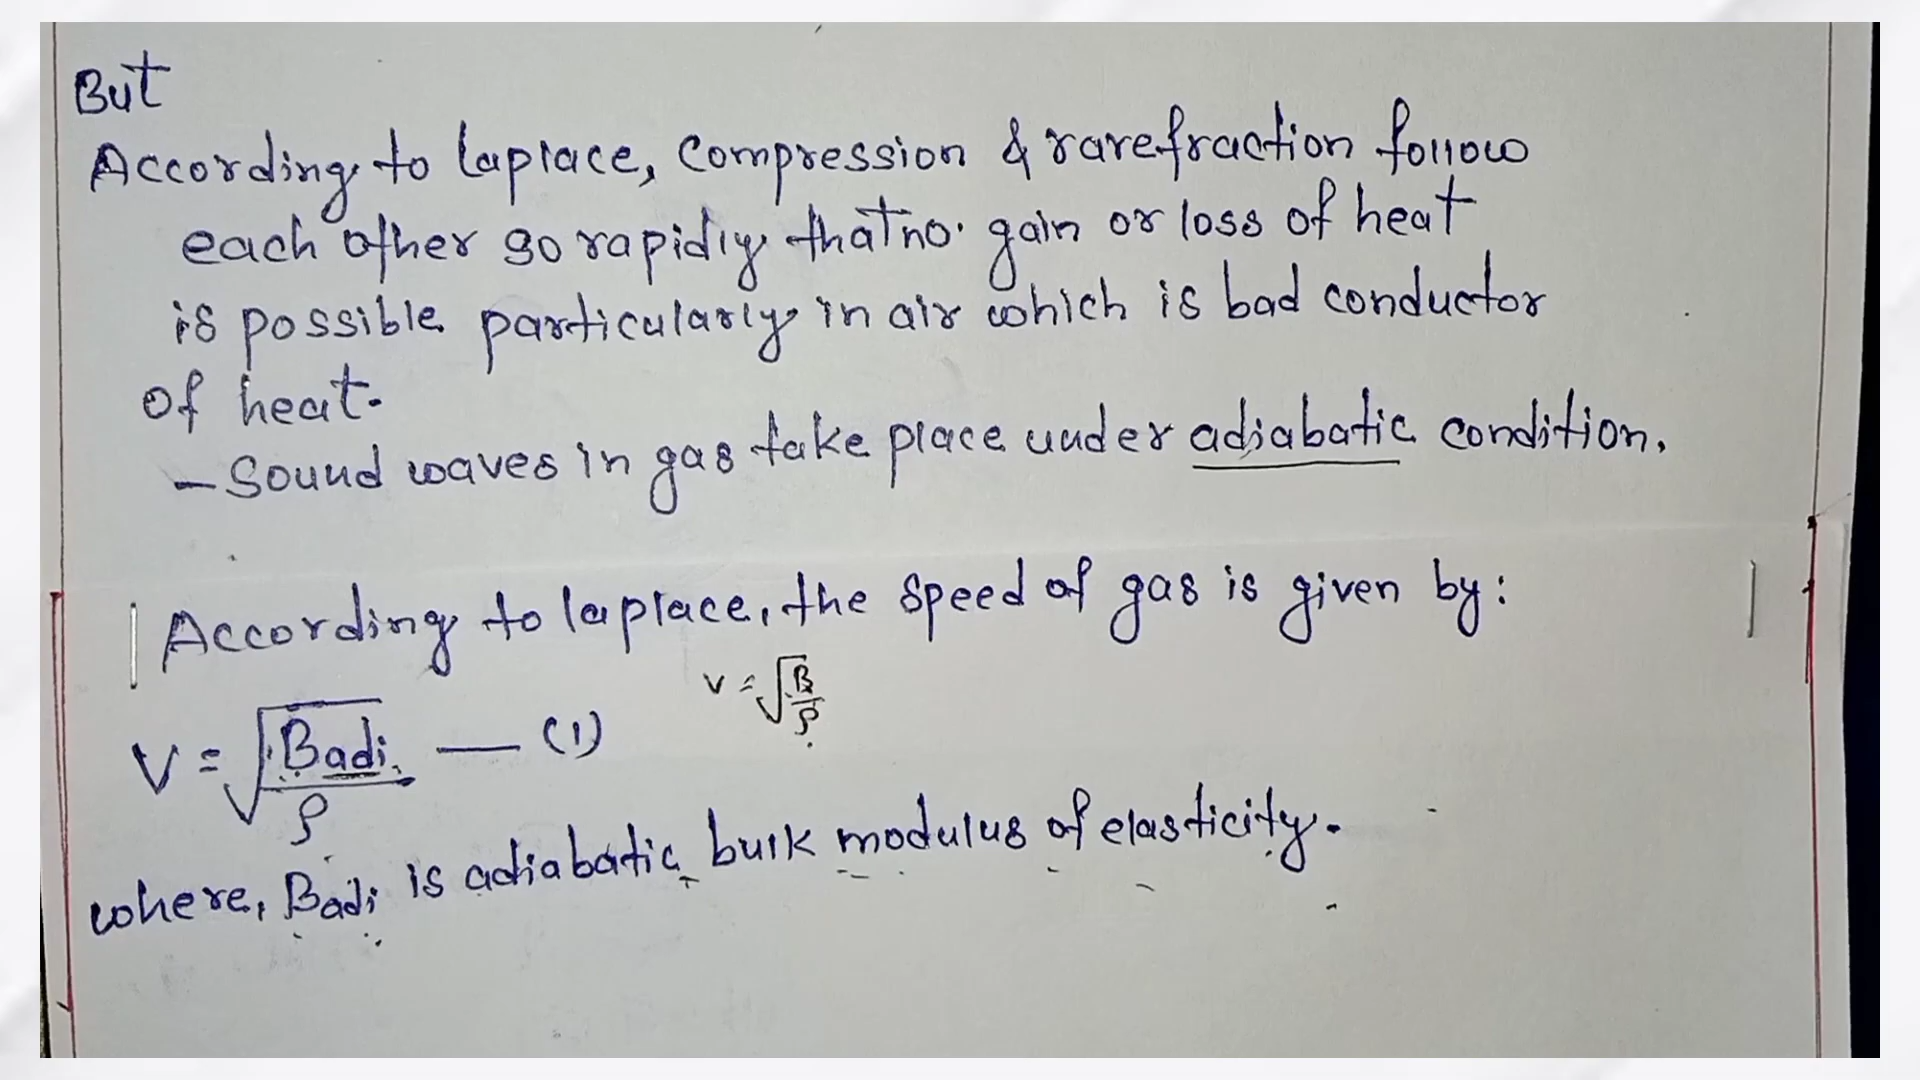 But
According to laplace, compression & rarefraction follow
each other so rapidly that no gain or loss of heat
is possible particularly in air which is bad conductor
of heat.
- Sound waves in gas take place under adiabatic condition.
According to laplace, the speed of gas is given by:
V = √B/ρ
V = √Badi/ρ — (1)
where, Badi is adiabatic bulk modulus of elasticity.